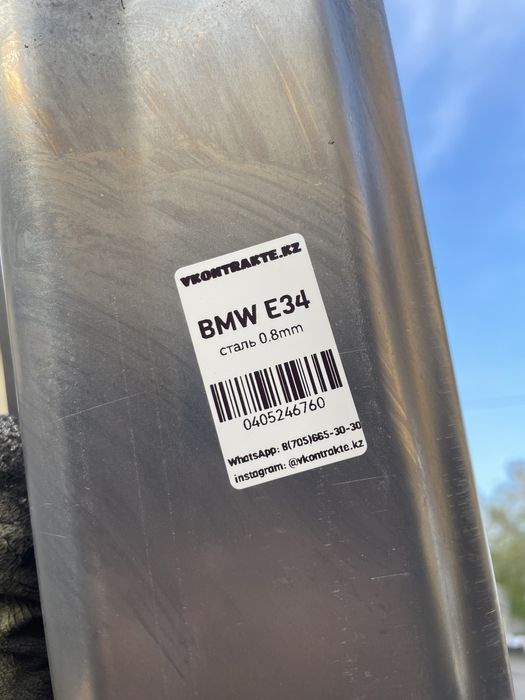 VKONTRAKTE.KZ
BMW E34
сталь 0.8mm
0405246760
WhatsApp: 8(705)665-30-30
instagram: @vkontrakte.kz